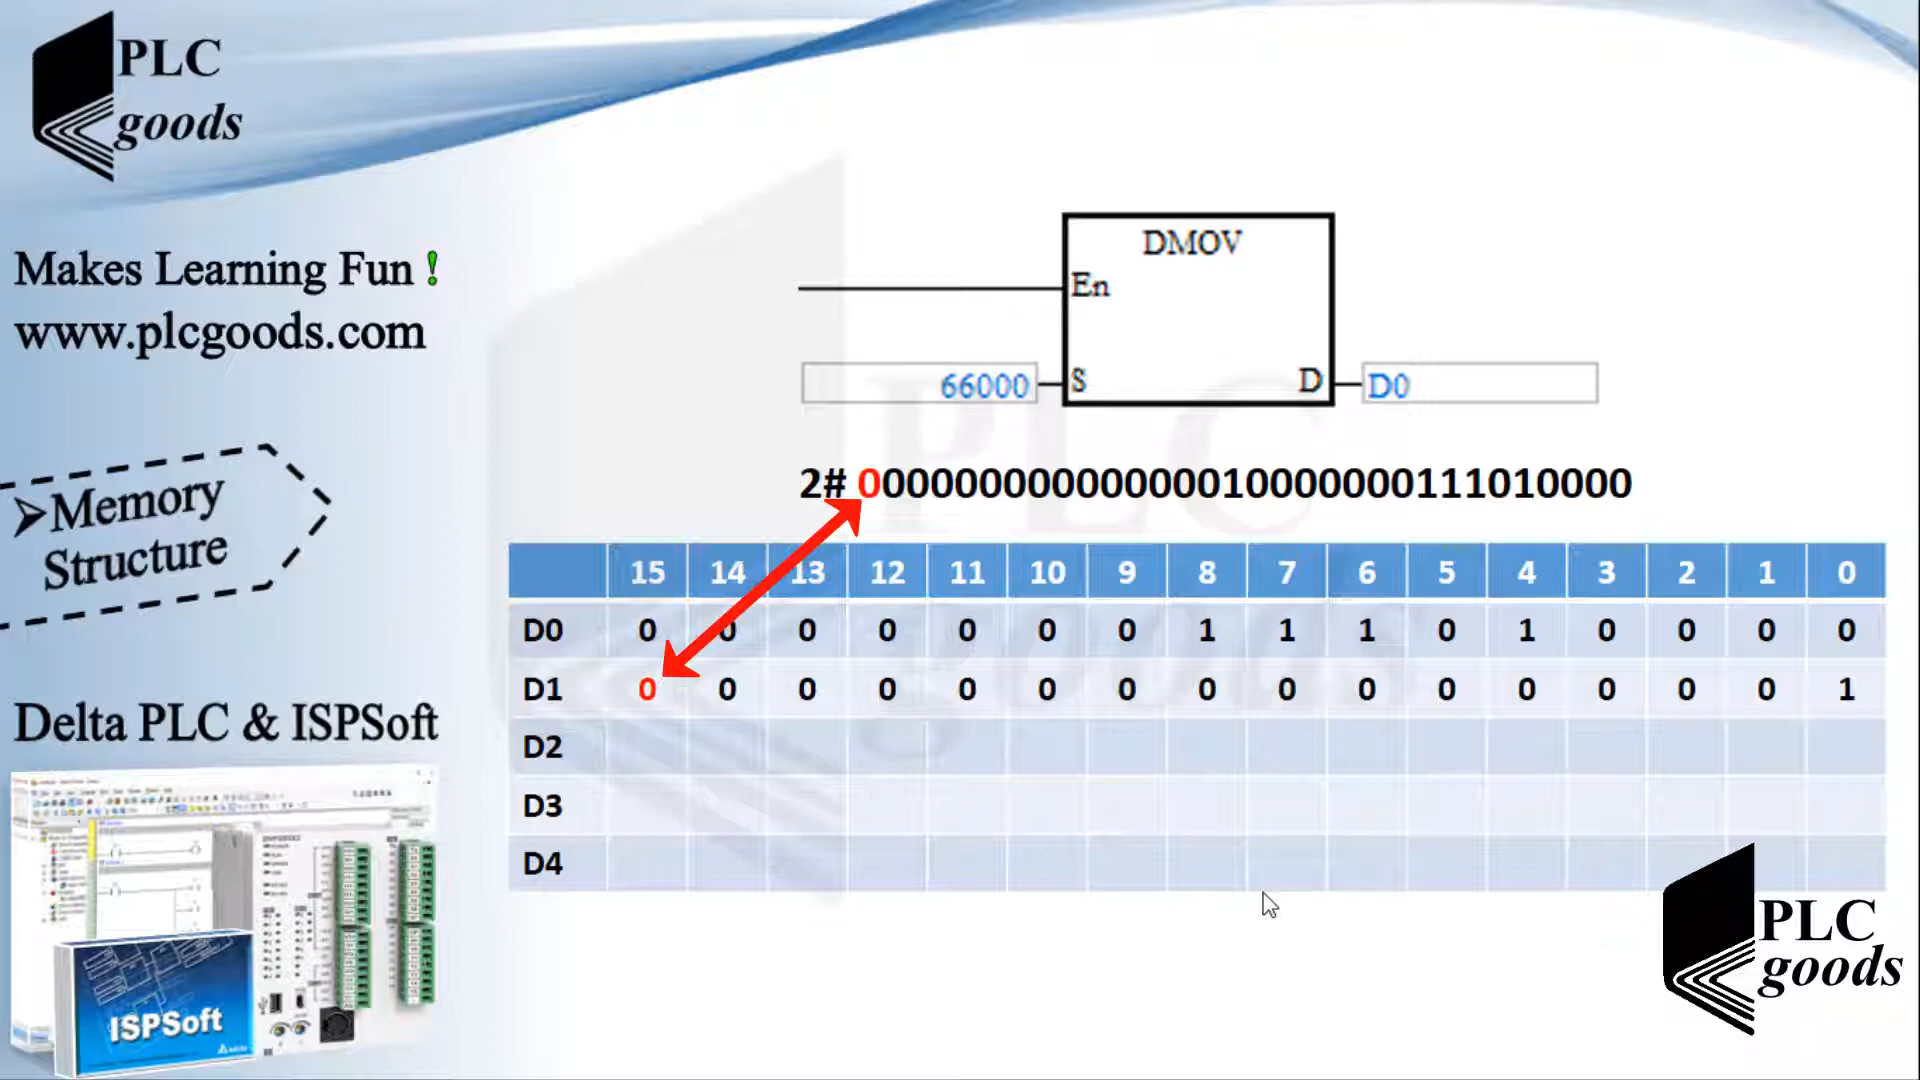 PLC
goods
Makes Learning Fun !
www.plcgoods.com
➢Memory
Structure
Delta PLC & ISPSoft
ISPSoft
DMOV
En
66000 S D D0
2# 00000000000000010000000111010000
15 14 13 12 11 10 9 8 7 6 5 4 3 2 1 0
D0 0 0 0 0 0 0 0 1 1 1 0 1 0 0 0 0
D1 0 0 0 0 0 0 0 0 0 0 0 0 0 0 0 1
D2
D3
D4
PLC
goods
PLC
goods